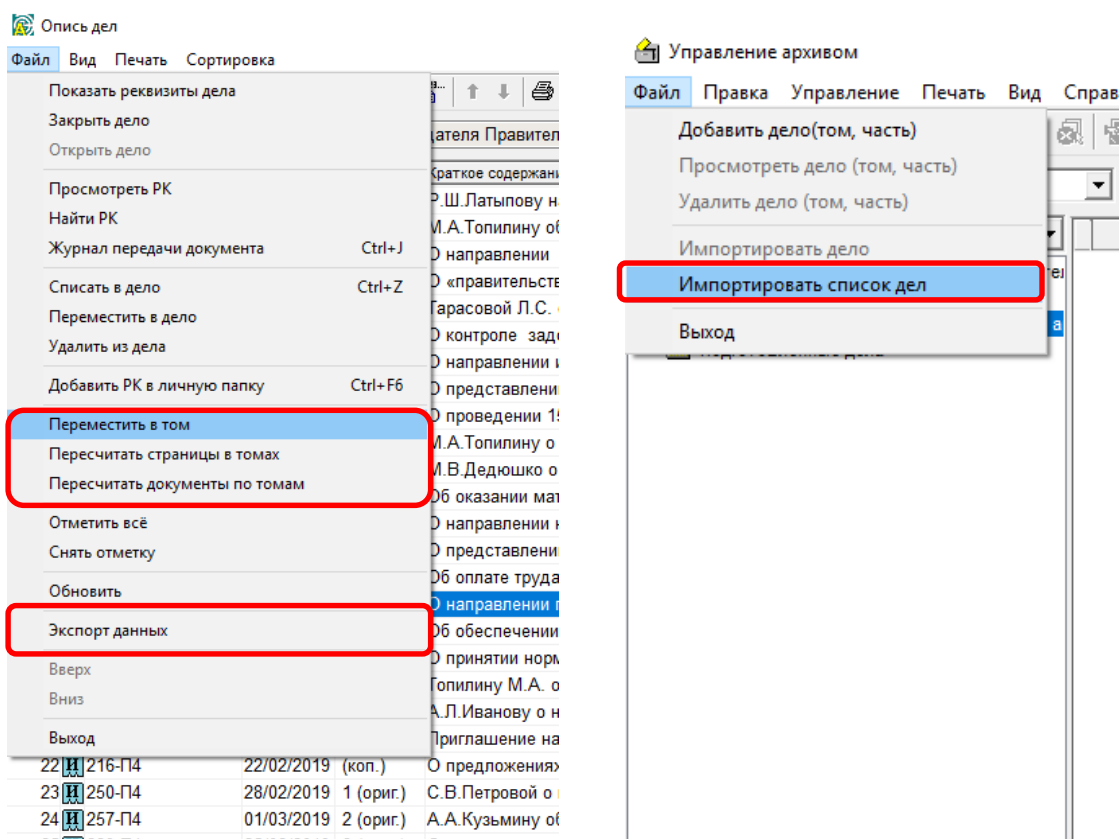 Опись дел
Файл Вид Печать Сортировка
Показать реквизиты дела
Закрыть дело
Открыть дело
Просмотреть РК
Найти РК
Журнал передачи документа Ctrl+J
Списать в дело Ctrl+Z
Переместить в дело
Удалить из дела
Добавить РК в личную папку Ctrl+F6
Переместить в том
Пересчитать страницы в томах
Пересчитать документы по томам
Отметить всё
Снять отметку
Обновить
Экспорт данных
Вверх
Вниз
Выход
дателя Правител
Краткое содержани
Р.Ш.Латыпову н
М.А.Топилину об
О направлении
О «правительств
Тарасовой Л.С.
О контроле задо
О направлении и
О представлени
О проведении 15
М.А.Топилину о
М.В.Дедюшко о
Об оказании мат
О направлении н
О представлени
Об оплате труда
О направлении п
Об обеспечении
О принятии норм
Топилину М.А. о
А.Л.Иванову о н
Приглашение на
22 И 216-П4 22/02/2019 (коп.) О предложениях
23 И 250-П4 28/02/2019 1 (ориг.) С.В.Петровой о
24 И 257-П4 01/03/2019 2 (ориг.) А.А.Кузьмину об
Управление архивом
Файл Правка Управление Печать Вид Справ
Добавить дело(том, часть)
Просмотреть дело (том, часть)
Удалить дело (том, часть)
Импортировать дело
Импортировать список дел
Выход